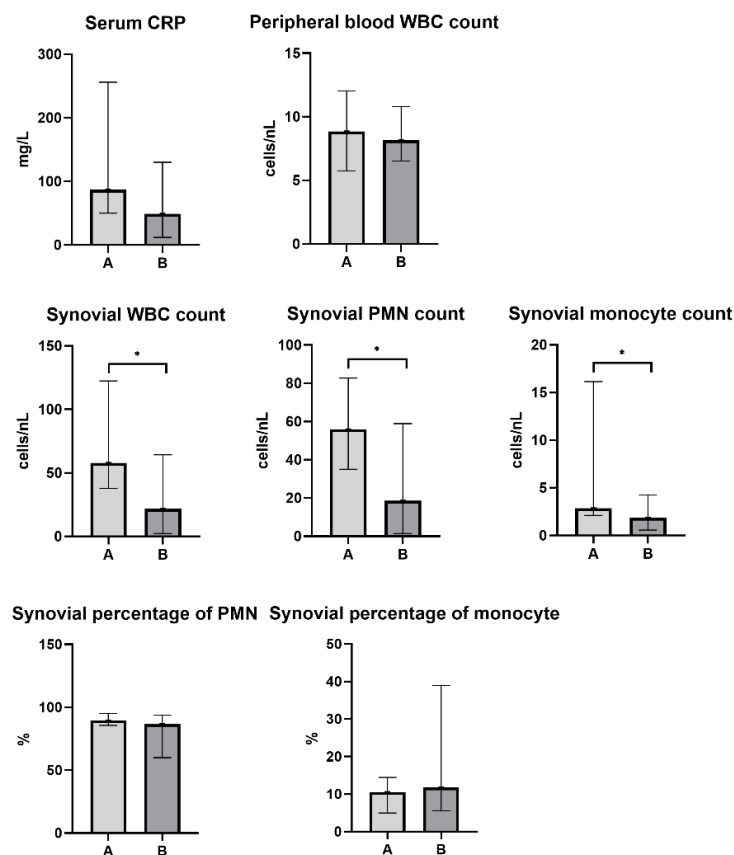 Serum CRP
Peripheral blood WBC count
mg/L
300
200
100
0
A B
cells/nL
15
10
5
0
A B
Synovial WBC count
Synovial PMN count
Synovial monocyte count
cells/nL
150
100
50
0
*
A B
cells/nL
100
80
60
40
20
0
*
A B
cells/nL
20
15
10
5
0
*
A B
Synovial percentage of PMN
Synovial percentage of monocyte
%
150
100
50
0
A B
%
50
40
30
20
10
0
A B